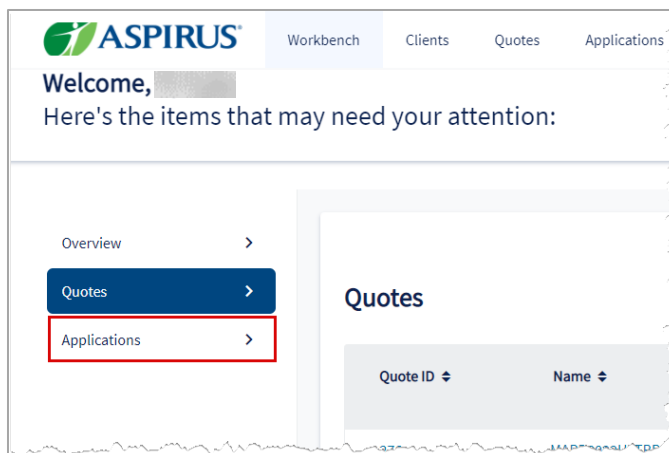 ASPIRUS
Workbench Clients Quotes Applications
Welcome,
Here's the items that may need your attention:
Overview
Quotes
Applications
Quotes
Quote ID Name